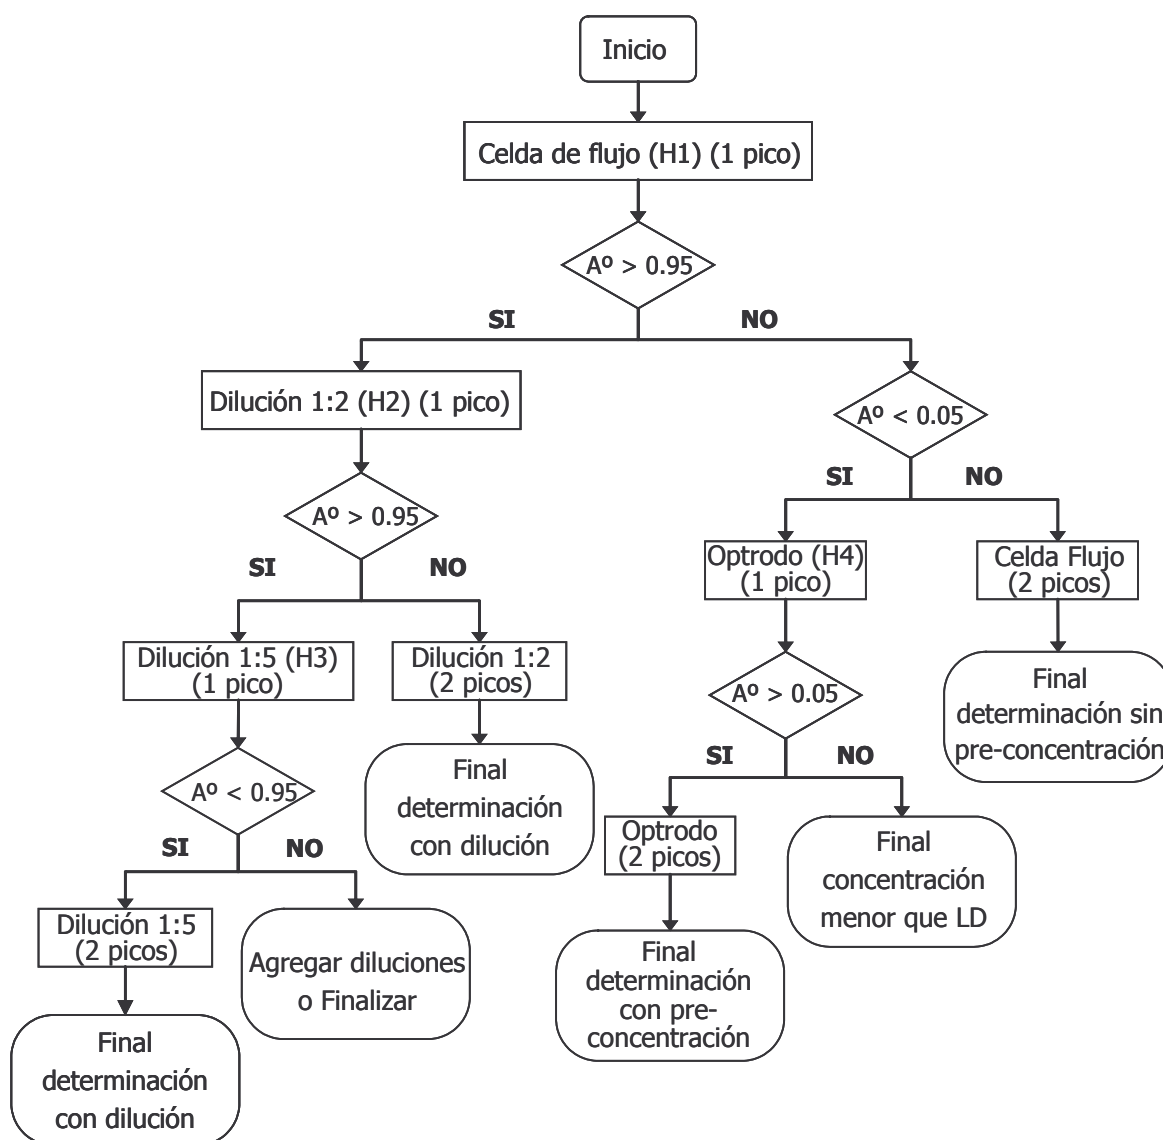 Inicio
Celda de flujo (H1) (1 pico)
Aº > 0.95
SI
NO
Dilución 1:2 (H2) (1 pico)
Aº < 0.05
SI
NO
Aº > 0.95
Optrodo (H4)
(1 pico)
Celda Flujo
(2 picos)
SI
NO
Dilución 1:5 (H3)
(1 pico)
Dilución 1:2
(2 picos)
Aº > 0.05
Final
determinación sin
pre-concentración
SI
NO
Final
determinación
con dilución
Aº < 0.95
Optrodo
(2 picos)
Final
concentración
menor que LD
SI
NO
Dilución 1:5
(2 picos)
Agregar diluciones
o Finalizar
Final
determinación
con pre-
concentración
Final
determinación
con dilución